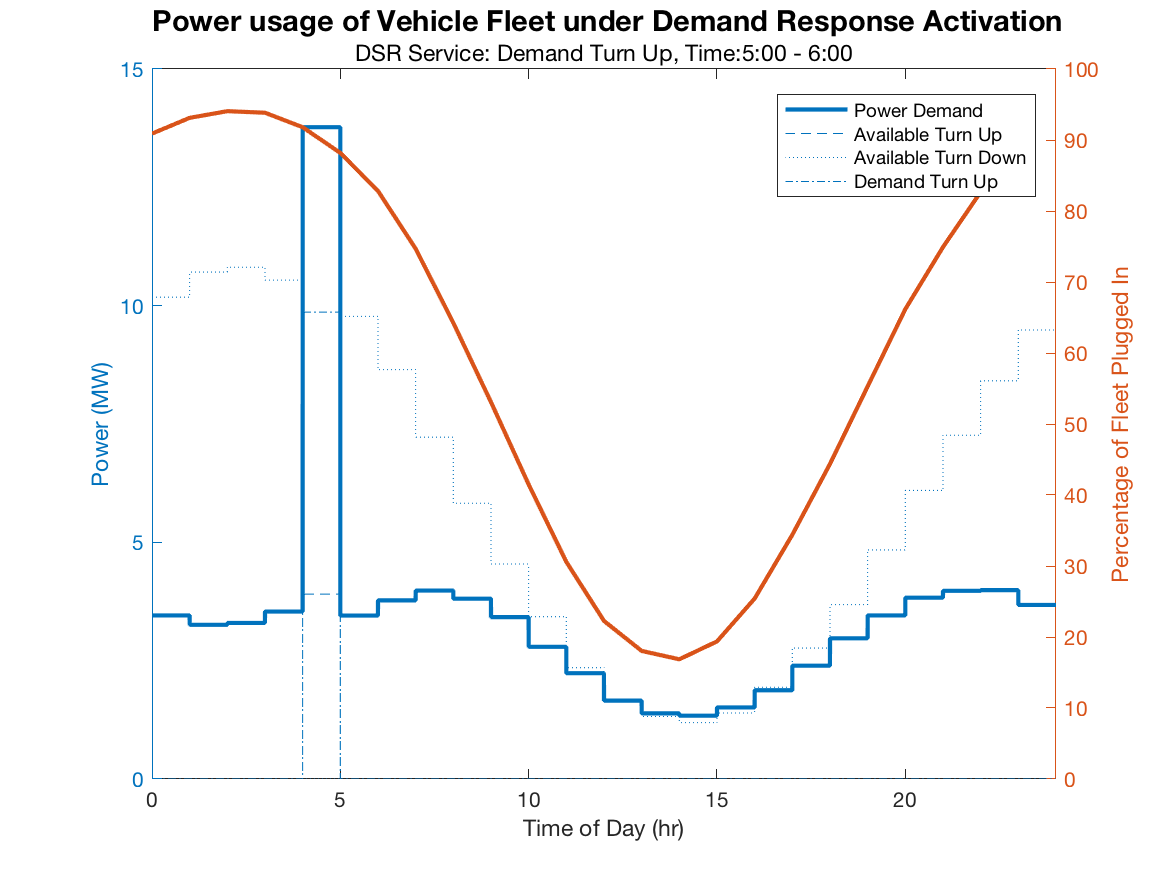 Power usage of Vehicle Fleet under Demand Response Activation
DSR Service: Demand Turn Up, Time:5:00 - 6:00
Power Demand
Available Turn Up
Available Turn Down
Demand Turn Up
Power (MW)
15
10
5
0
Percentage of Fleet Plugged In
100
90
80
70
60
50
40
30
20
10
0
0 5 10 15 20
Time of Day (hr)